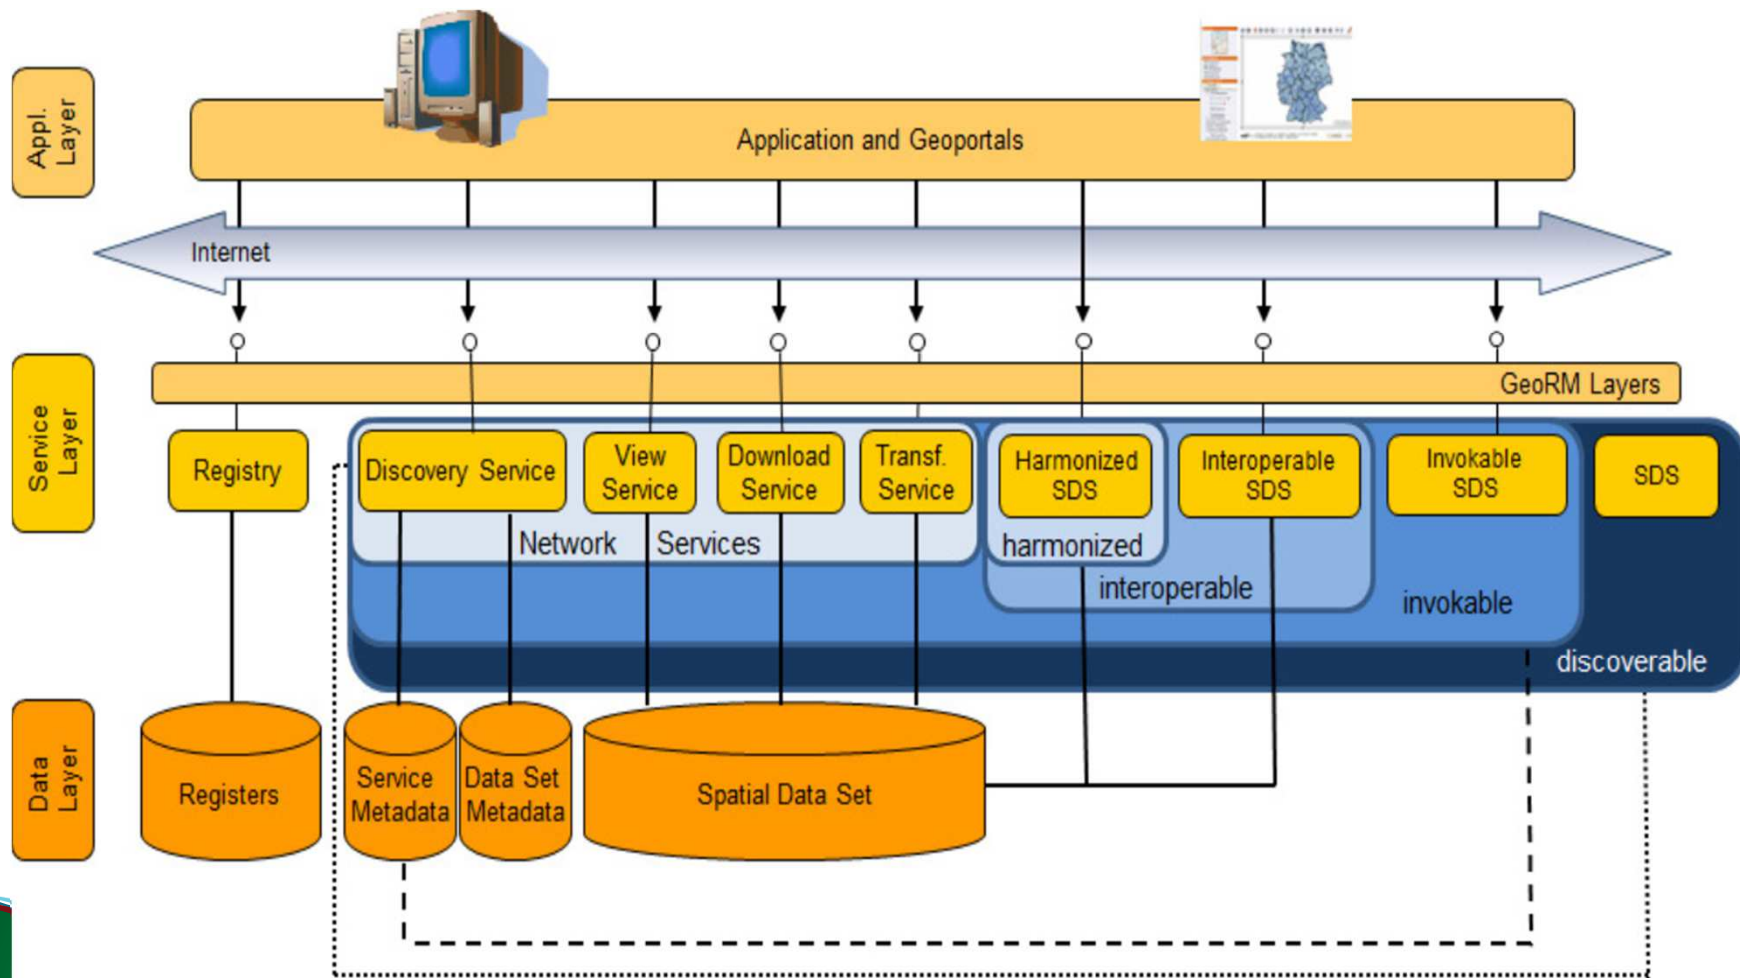 Appl.
Layer
Application and Geoportals
Internet
GeoRM Layers
Service
Layer
Registry
Discovery Service
View
Service
Download
Service
Transf.
Service
Harmonized
SDS
Interoperable
SDS
Invokable
SDS
SDS
Network Services
harmonized
interoperable
invokable
discoverable
Data
Layer
Registers
Service
Metadata
Data Set
Metadata
Spatial Data Set